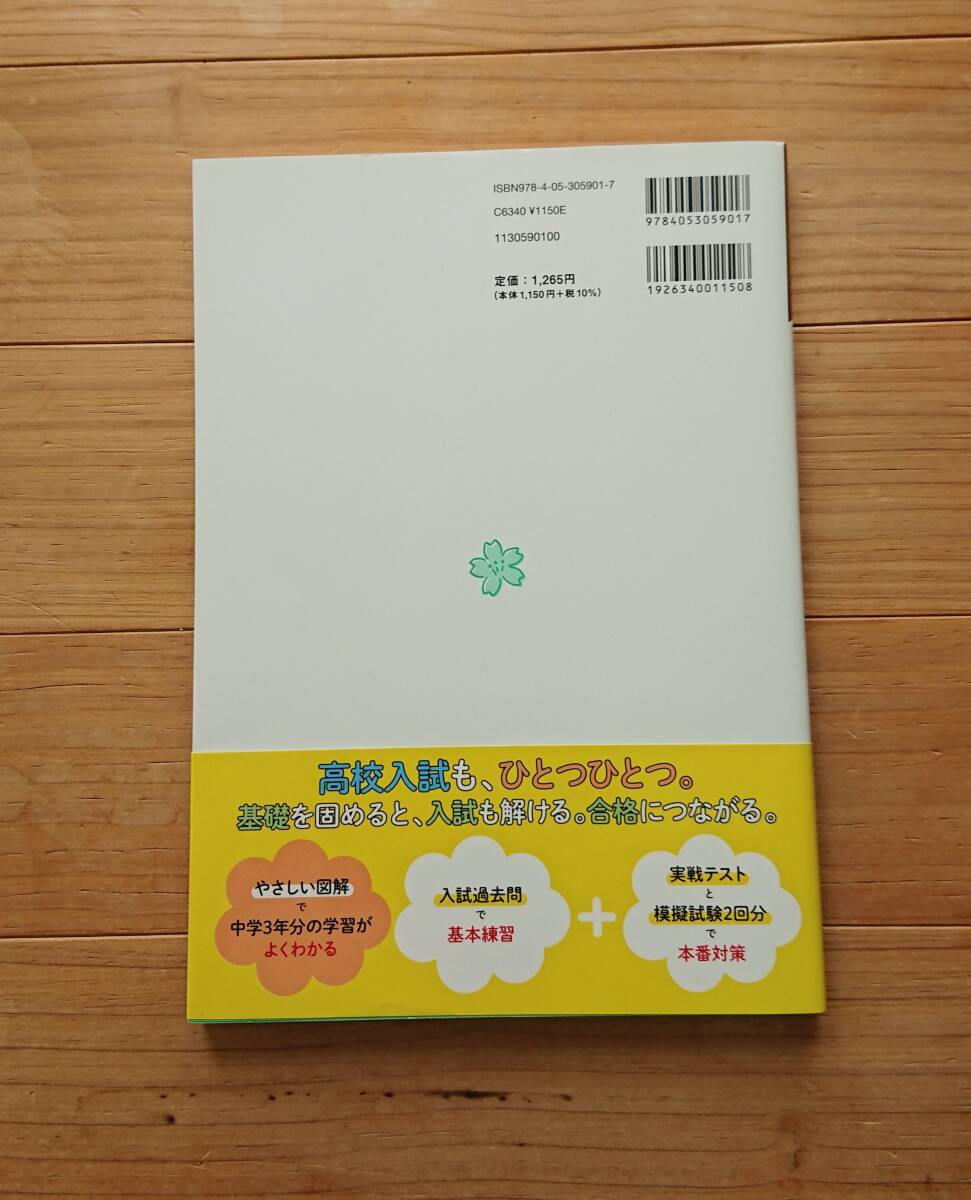 ISBN978-4-05-305901-7
C6340 ¥1150E
1130590100
定価：1,265円
（本体1,150円＋税10%）
9784053059017
1926340011508
高校入試も、ひとつひとつ。
基礎を固めると、入試も解ける。合格につながる。
やさしい図解
で
中学3年分の学習が
よくわかる
入試過去問
で
基本練習
+
実戦テスト
と
模擬試験2回分
で
本番対策